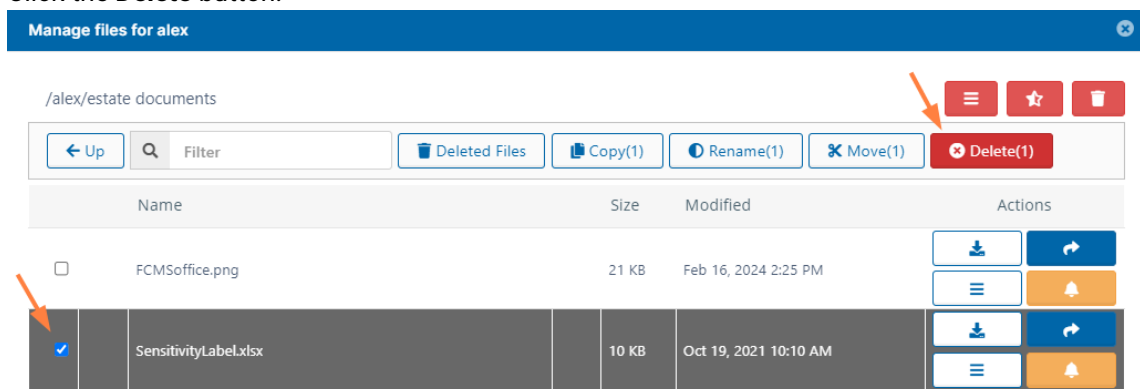 Click the Delete button.
Manage files for alex
/alex/estate documents
Up Filter Deleted Files Copy(1) Rename(1) Move(1) Delete(1)
Name Size Modified Actions
FCMSoffice.png 21 KB Feb 16, 2024 2:25 PM
SensitivityLabel.xlsx 10 KB Oct 19, 2021 10:10 AM